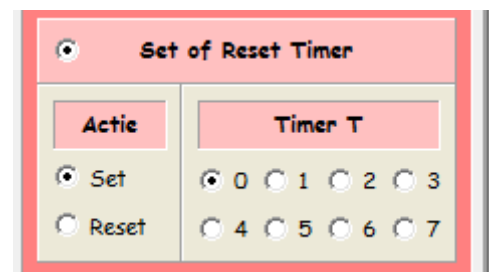 Set of Reset Timer
Actie
Timer T
Set
0 1 2 3
Reset
4 5 6 7